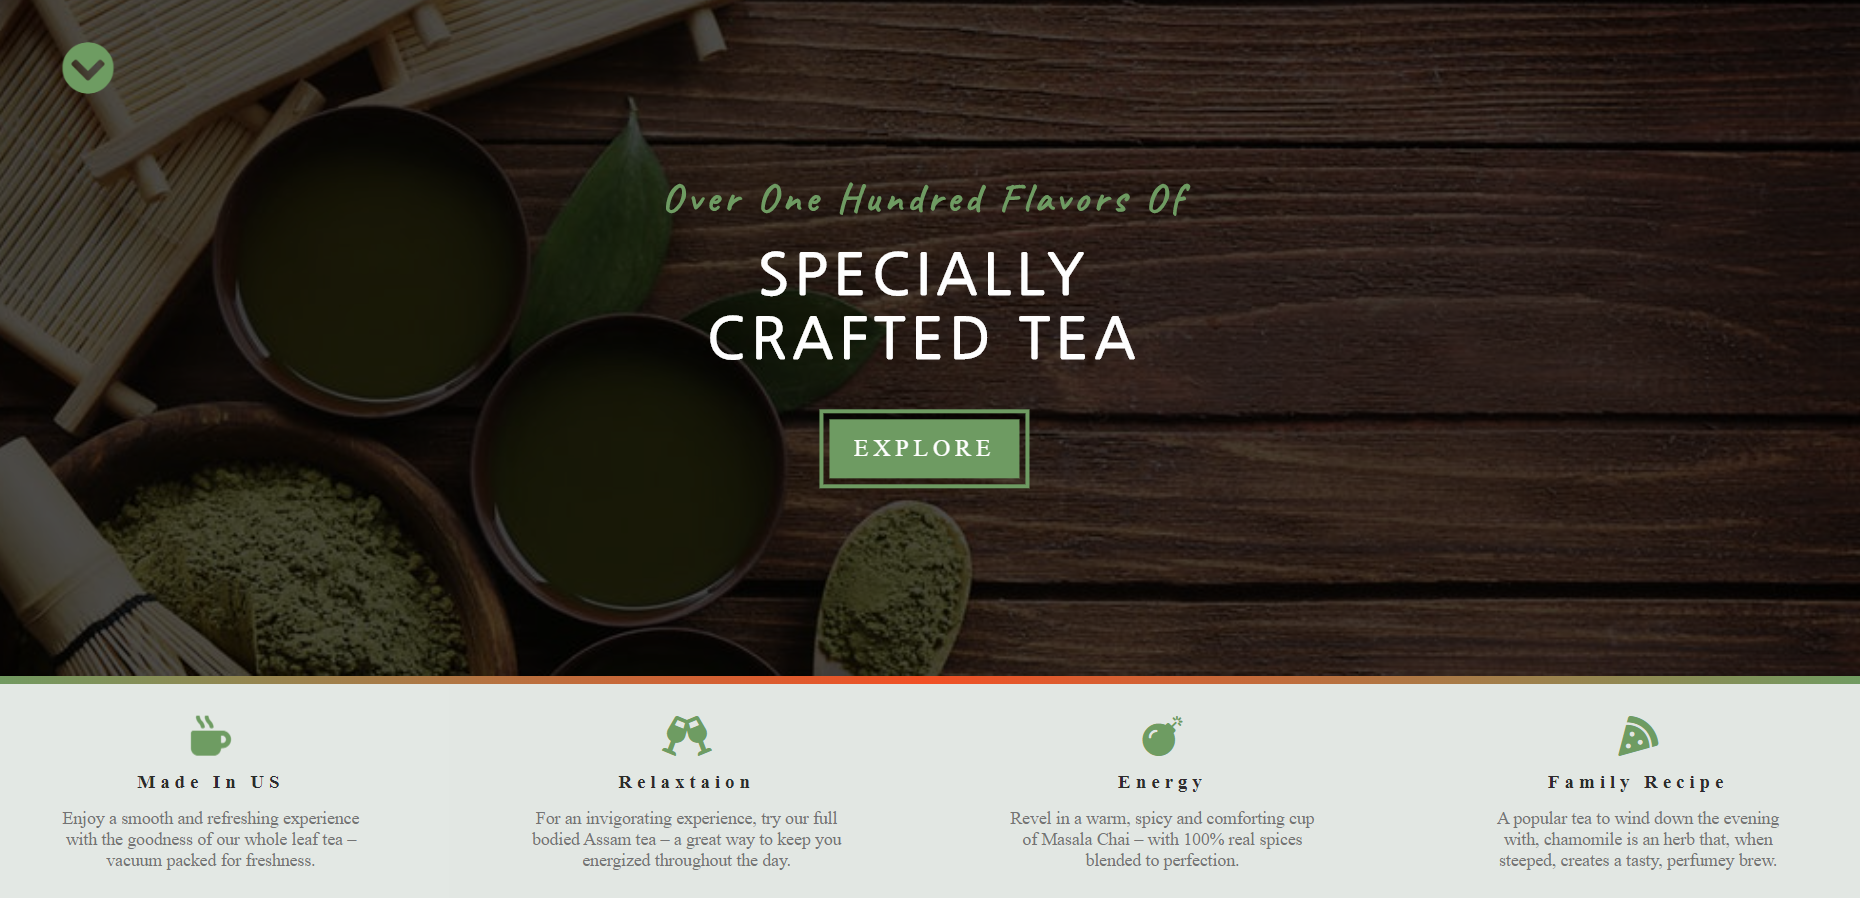 Over One Hundred Flavors Of
SPECIALLY
CRAFTED TEA
EXPLORE
Made In US
Enjoy a smooth and refreshing experience
with the goodness of our whole leaf tea –
vacuum packed for freshness.
Relaxtaion
For an invigorating experience, try our full
bodied Assam tea – a great way to keep you
energized throughout the day.
Energy
Revel in a warm, spicy and comforting cup
of Masala Chai – with 100% real spices
blended to perfection.
Family Recipe
A popular tea to wind down the evening
with, chamomile is an herb that, when
steeped, creates a tasty, perfumey brew.